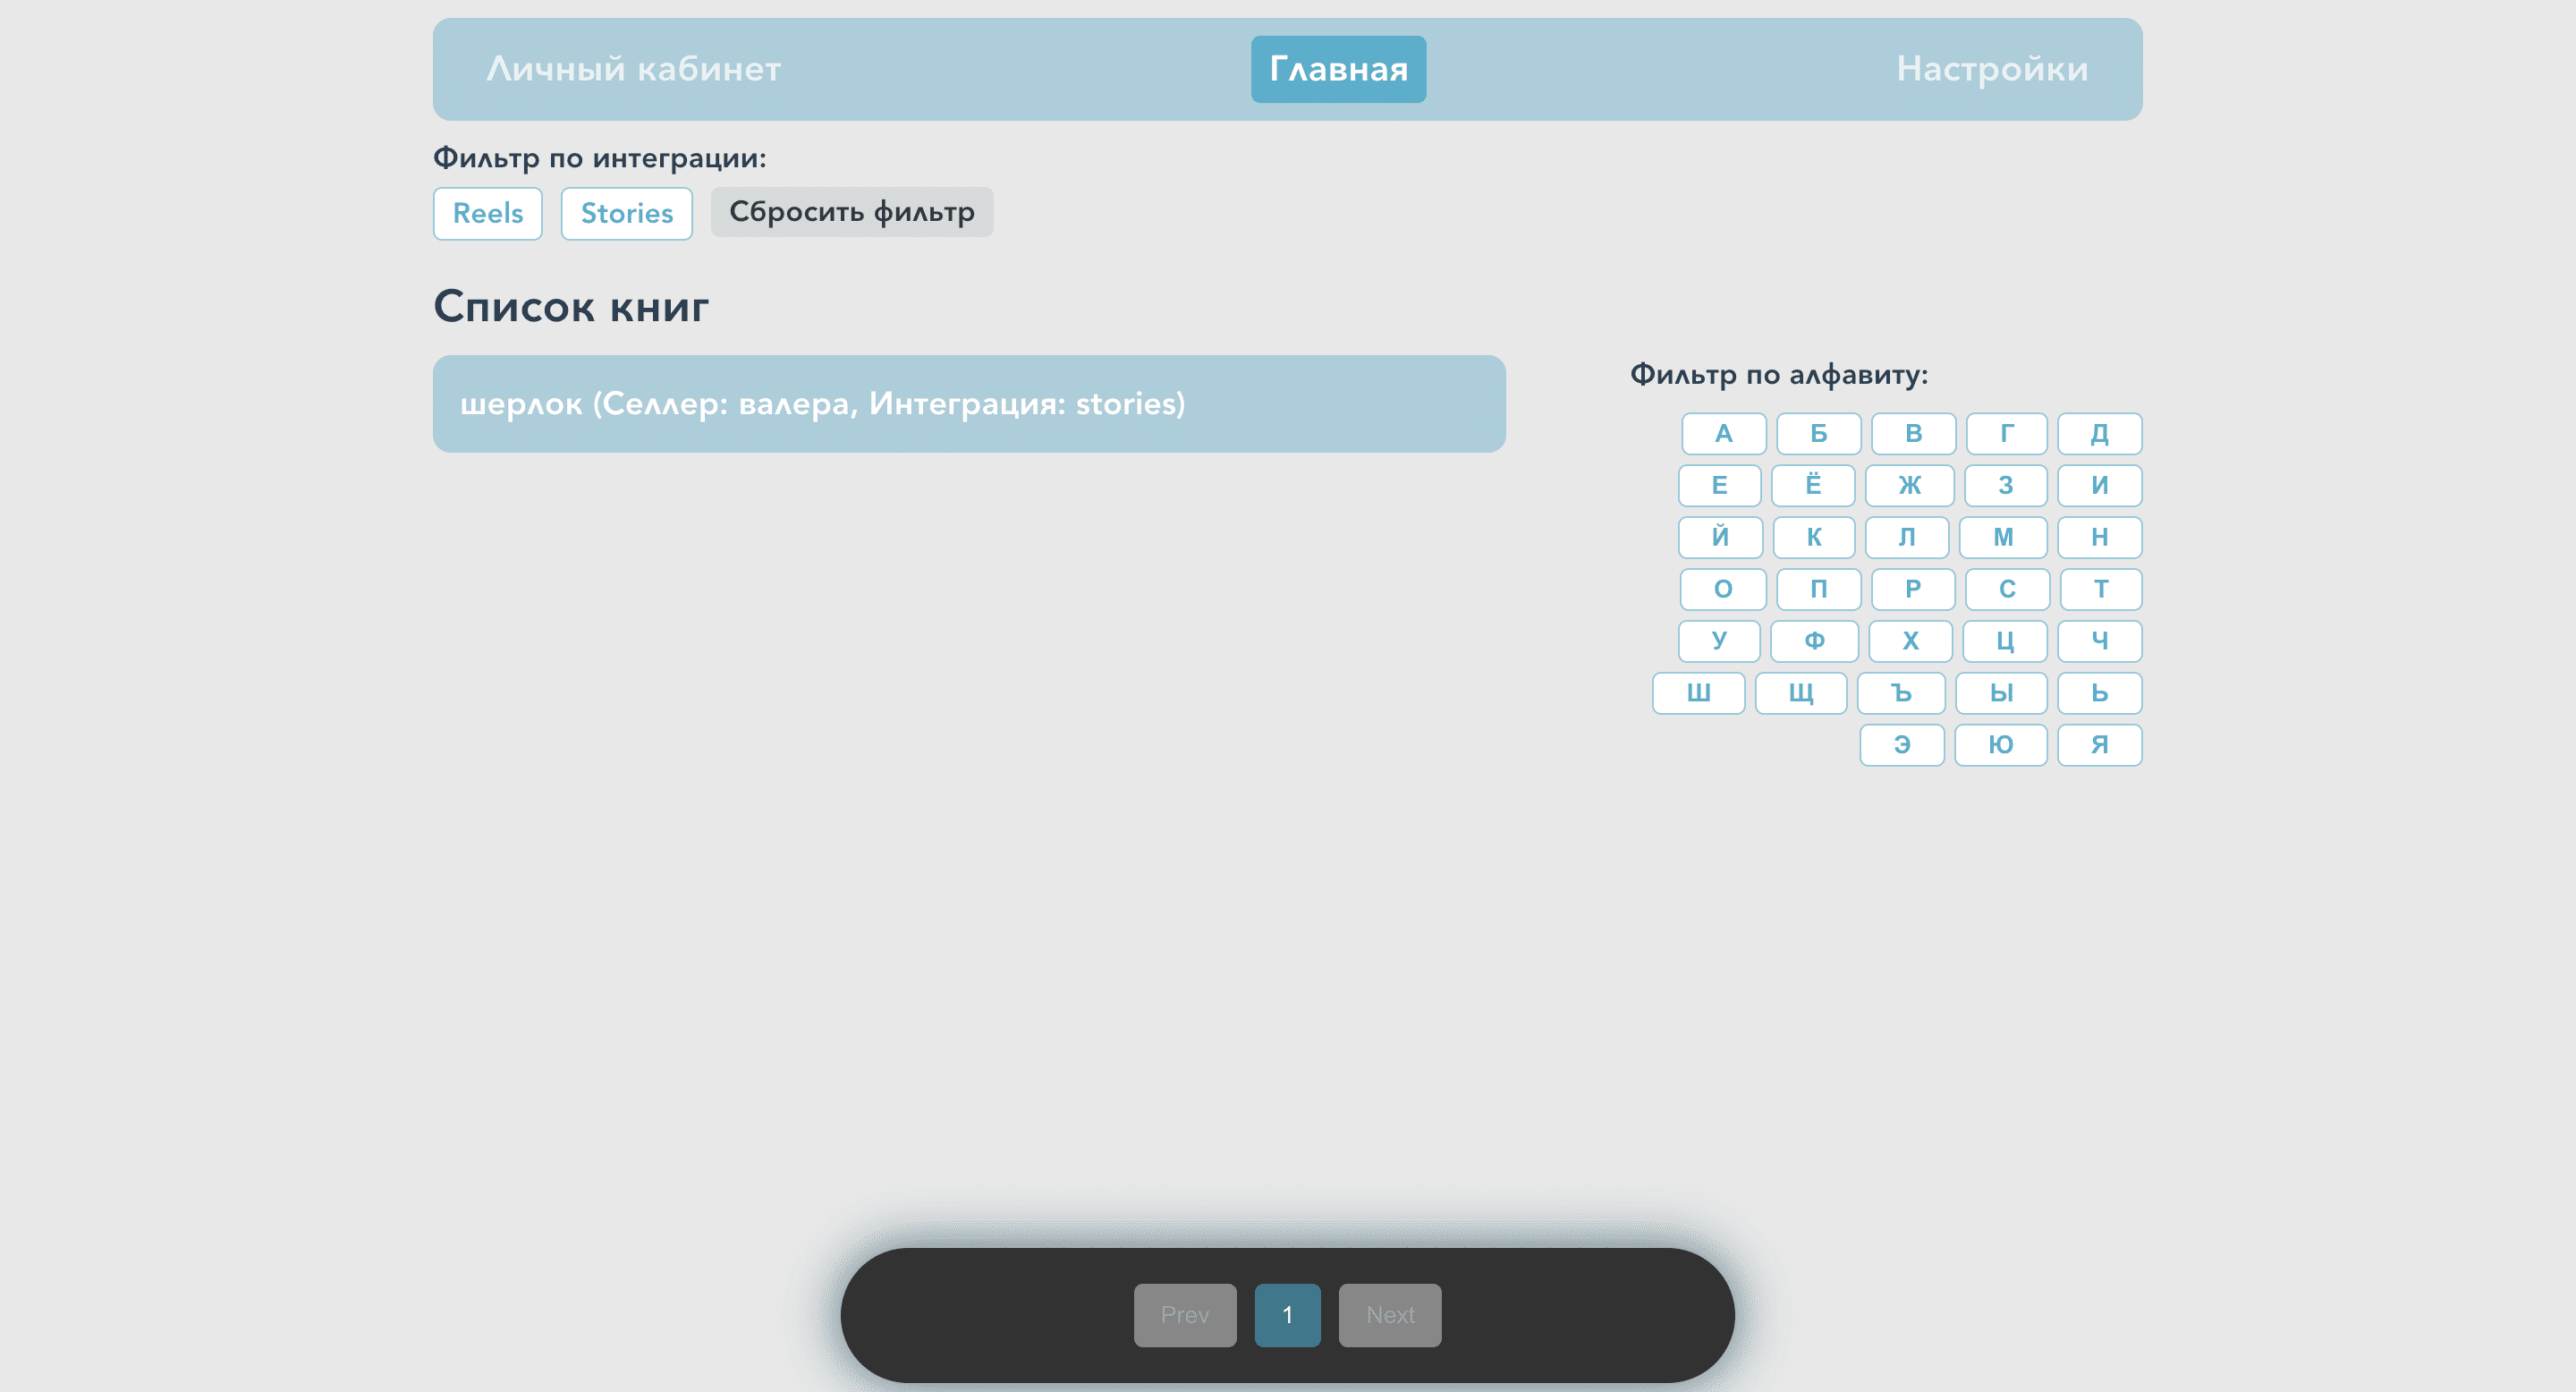 Личный кабинет Главная Настройки
Фильтр по интеграции:
Reels Stories Сбросить фильтр
Список книг
шерлок (Селлер: валера, Интеграция: stories)
Фильтр по алфавиту:
А Б В Г Д
Е Ё Ж З И
Й К Л М Н
О П Р С Т
У Ф Х Ц Ч
Ш Щ Ъ Ы Ь
Э Ю Я
Prev 1 Next